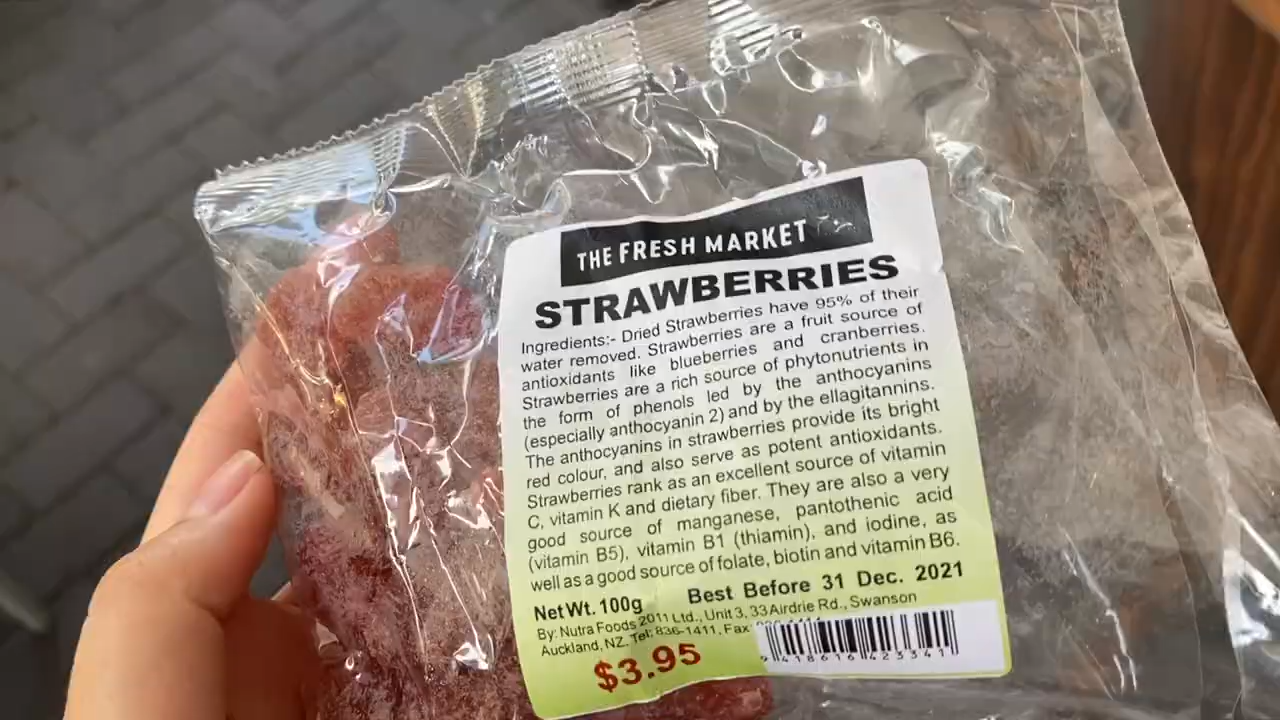 THE FRESH MARKET
STRAWBERRIES
Ingredients:- Dried Strawberries have 95% of their
water removed. Strawberries are a fruit source of
antioxidants like blueberries and cranberries.
Strawberries are a rich source of phytonutrients in
the form of phenols led by the anthocyanins
(especially anthocyanin 2) and by the ellagitannins.
The anthocyanins in strawberries provide its bright
red colour, and also serve as potent antioxidants.
Strawberries rank as an excellent source of vitamin
C, vitamin K and dietary fiber. They are also a very
good source of manganese, pantothenic acid
(vitamin B5), vitamin B1 (thiamin), and iodine, as
well as a good source of folate, biotin and vitamin B6.
Net Wt. 100g Best Before 31 Dec. 2021
By: Nutra Foods 2011 Ltd., Unit 3, 33 Airdrie Rd., Swanson
Auckland, NZ. Tel: 836-1411, Fax
$3.95
9 418616 423341